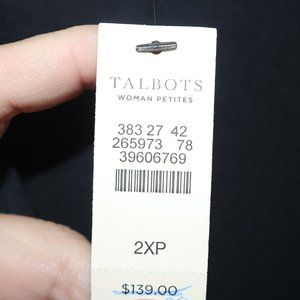 TALBOTS
WOMAN PETITES
383 27 42
265973 78
39606769
2XP
$139.00